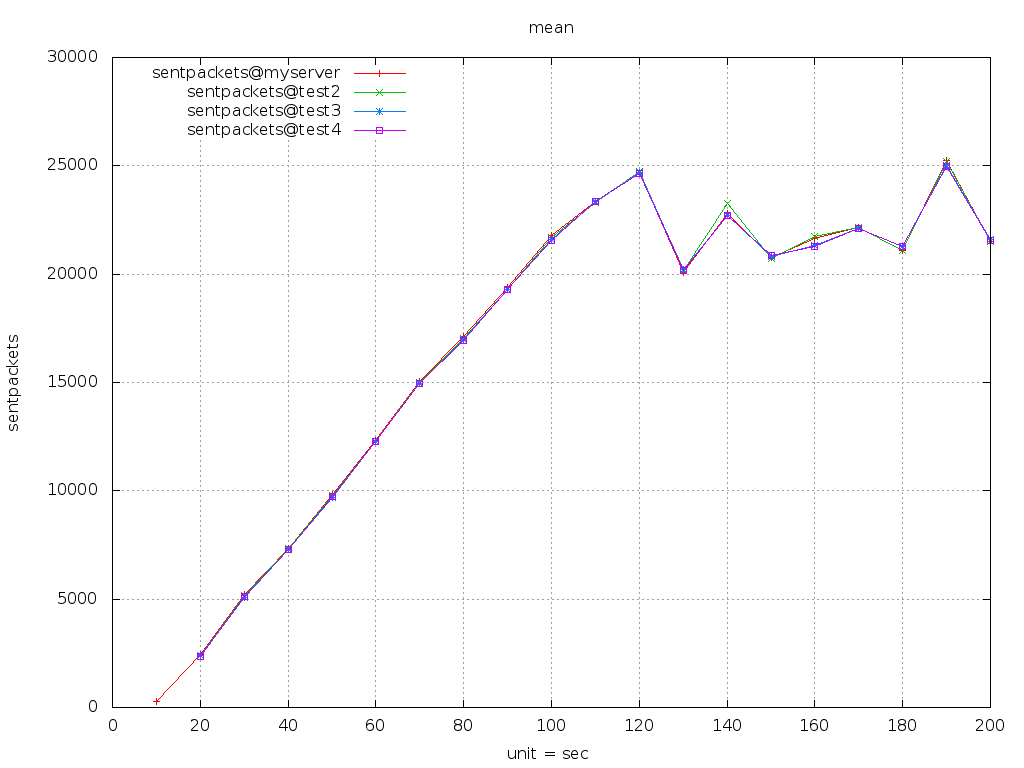 mean
30000
25000
20000
15000
10000
5000
0
sentpackets
sentpackets@myserver
sentpackets@test2
sentpackets@test3
sentpackets@test4
0 20 40 60 80 100 120 140 160 180 200
unit = sec